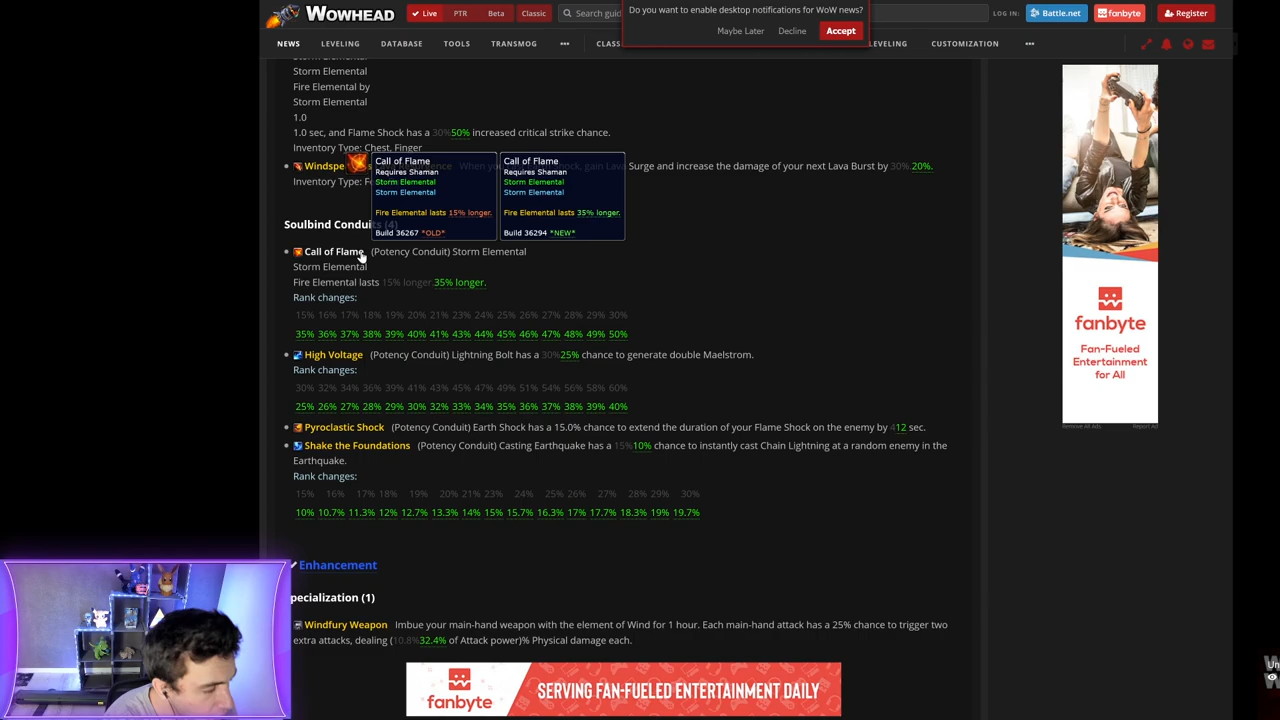 WOWHEAD
Live
PTR
Beta
Classic
Search guid
Do you want to enable desktop notifications for WoW news?
Maybe Later
Decline
Accept
LOG IN:
Battle.net
fanbyte
Register
NEWS
LEVELING
DATABASE
TOOLS
TRANSMOG
•••
CLASS
LEVELING
CUSTOMIZATION
•••
Storm Elemental
Storm Elemental
Fire Elemental by
Storm Elemental
1.0
1.0 sec, and Flame Shock has a 30%50% increased critical strike chance.
Inventory Type: Chest, Finger
Windspe
Surge and increase the damage of your next Lava Burst by 30%.20%.
Inventory Type: F
Call of Flame
Requires Shaman
Storm Elemental
Storm Elemental
Fire Elemental lasts 15% longer.
Build 36267 *OLD*
Call of Flame
Requires Shaman
Storm Elemental
Storm Elemental
Fire Elemental lasts 35% longer.
Build 36294 *NEW*
Soulbind Conduits (4)
Call of Flame (Potency Conduit) Storm Elemental
Storm Elemental
Fire Elemental lasts 15% longer.35% longer.
Rank changes:
15% 16% 17% 18% 19% 20% 21% 23% 24% 25% 26% 27% 28% 29% 30%
35% 36% 37% 38% 39% 40% 41% 43% 44% 45% 46% 47% 48% 49% 50%
High Voltage (Potency Conduit) Lightning Bolt has a 30%25% chance to generate double Maelstrom.
Rank changes:
30% 32% 34% 36% 39% 41% 43% 45% 47% 49% 51% 54% 56% 58% 60%
25% 26% 27% 28% 29% 30% 32% 33% 34% 35% 36% 37% 38% 39% 40%
Pyroclastic Shock (Potency Conduit) Earth Shock has a 15.0% chance to extend the duration of your Flame Shock on the enemy by 412 sec.
Shake the Foundations (Potency Conduit) Casting Earthquake has a 15%10% chance to instantly cast Chain Lightning at a random enemy in the
Earthquake.
Rank changes:
15% 16% 17% 18% 19% 20% 21% 23% 24% 25% 26% 27% 28% 29% 30%
10% 10.7% 11.3% 12% 12.7% 13.3% 14% 15% 15.7% 16.3% 17% 17.7% 18.3% 19% 19.7%
Enhancement
pecialization (1)
Windfury Weapon Imbue your main-hand weapon with the element of Wind for 1 hour. Each main-hand attack has a 25% chance to trigger two
extra attacks, dealing (10.8%32.4% of Attack power)% Physical damage each.
fanbyte
SERVING FAN-FUELED ENTERTAINMENT DAILY
fanbyte
Fan-Fueled
Entertainment
for All
Remove All Ads
Report Ad
Un